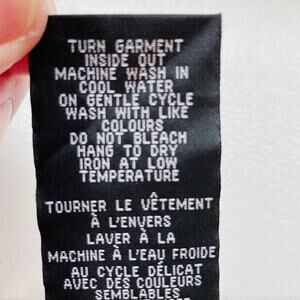 TURN GARMENT
INSIDE OUT
MACHINE WASH IN
COOL WATER
ON GENTLE CYCLE
WASH WITH LIKE
COLOURS
DO NOT BLEACH
HANG TO DRY
IRON AT LOW
TEMPERATURE
TOURNER LE VÊTEMENT
À L'ENVERS
LAVER À LA
MACHINE À L'EAU FROIDE
AU CYCLE DÉLICAT
AVEC DES COULEURS
SEMBLABLES